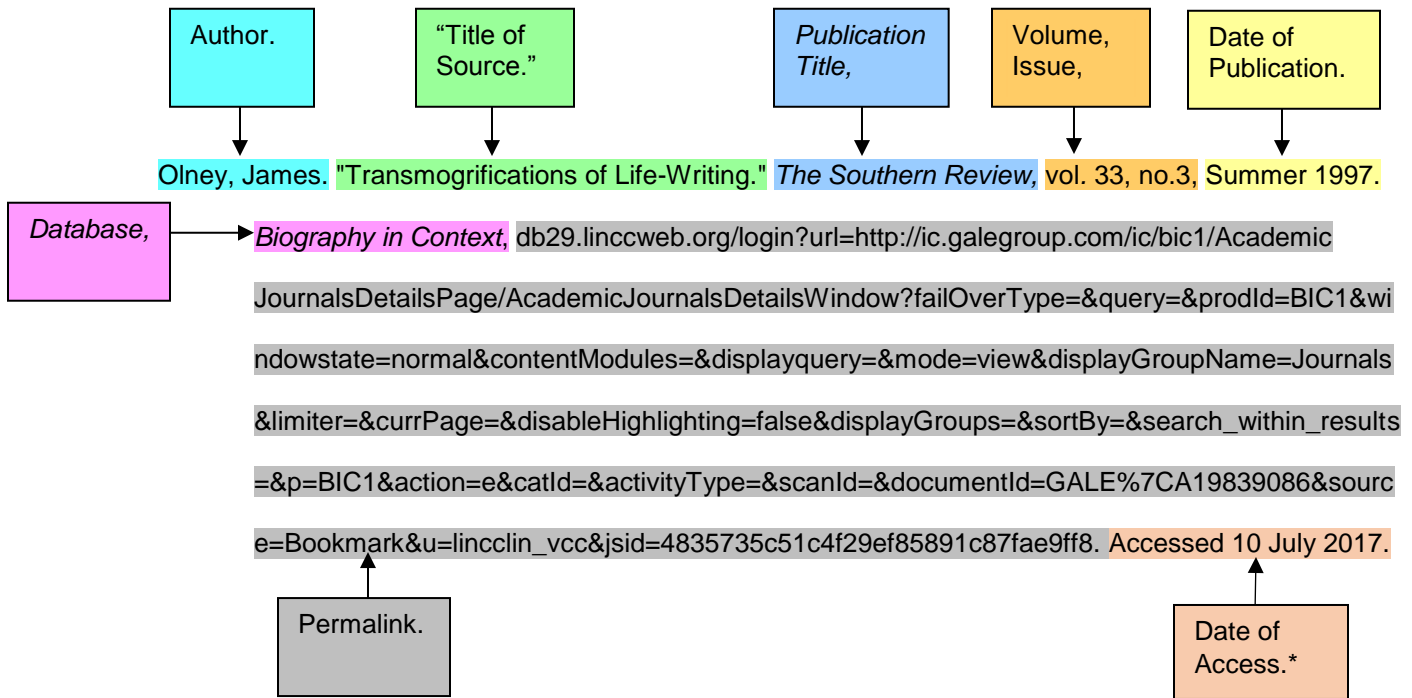 Author.
“Title of
Source.”
Publication
Title,
Volume,
Issue,
Date of
Publication.
Olney, James. "Transmogrifications of Life-Writing." The Southern Review, vol. 33, no.3, Summer 1997.
Database,
Biography in Context, db29.linccweb.org/login?url=http://ic.galegroup.com/ic/bic1/Academic
JournalsDetailsPage/AcademicJournalsDetailsWindow?failOverType=&query=&prodId=BIC1&wi
ndowstate=normal&contentModules=&displayquery=&mode=view&displayGroupName=Journals
&limiter=&currPage=&disableHighlighting=false&displayGroups=&sortBy=&search_within_results
=&p=BIC1&action=e&catId=&activityType=&scanId=&documentId=GALE%7CA19839086&sourc
e=Bookmark&u=lincclin_vcc&jsid=4835735c51c4f29ef85891c87fae9ff8. Accessed 10 July 2017.
Permalink.
Date of
Access.*